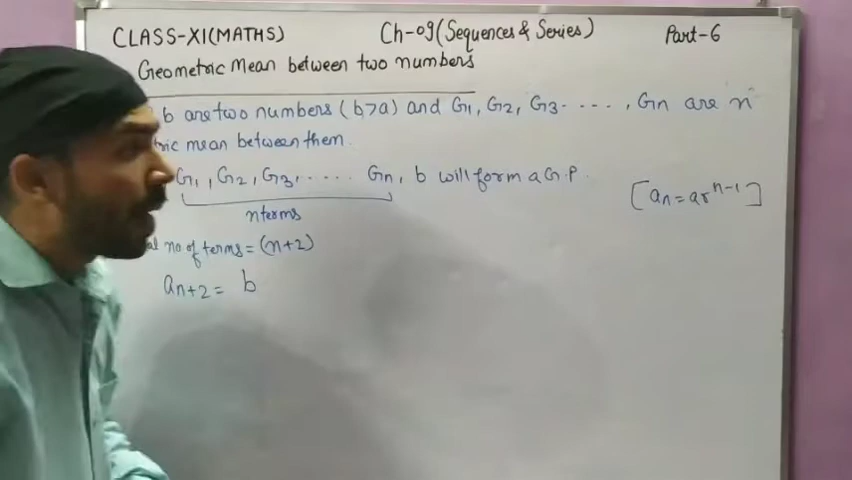 CLASS-XI(MATHS) Ch-09(Sequences & Series) Part-6
Geometric Mean between two numbers
b are two numbers (b>a) and G1, G2, G3. ...., Gn are n
ric mean between them.
G1, G2, G3, ..... Gn, b will form a G.P.
[an=ar^n-1]
n terms
al no of terms = (n+2)
an+2 = b